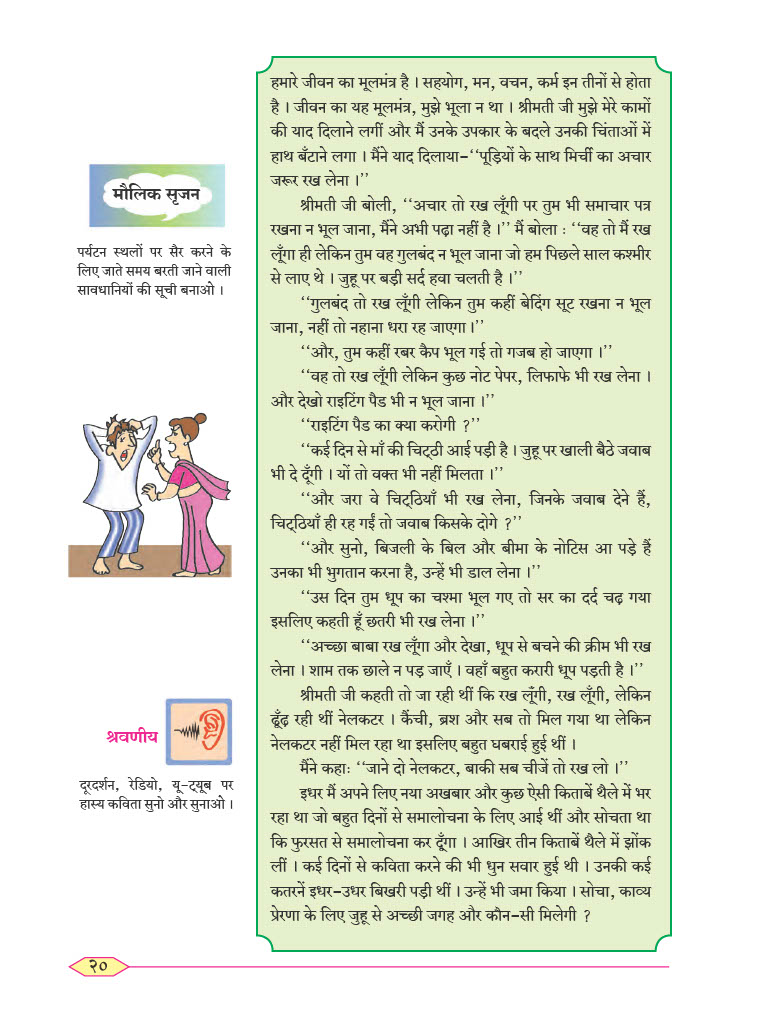 हमारे जीवन का मूलमंत्र है । सहयोग, मन, वचन, कर्म इन तीनों से होता
है । जीवन का यह मूलमंत्र, मुझे भूला न था । श्रीमती जी मुझे मेरे कामों
की याद दिलाने लगीं और मैं उनके उपकार के बदले उनकी चिंताओं में
हाथ बँटाने लगा । मैंने याद दिलाया-‘‘पूड़ियों के साथ मिर्ची का अचार
जरूर रख लेना ।’’
श्रीमती जी बोली, ‘‘अचार तो रख लूँगी पर तुम भी समाचार पत्र
रखना न भूल जाना, मैंने अभी पढ़ा नहीं है ।’’ मैं बोला : ‘‘वह तो मैं रख
लूँगा ही लेकिन तुम वह गुलबंद न भूल जाना जो हम पिछले साल कश्मीर
से लाए थे । जुहू पर बड़ी सर्द हवा चलती है ।’’
‘‘गुलबंद तो रख लूँगी लेकिन तुम कहीं बेदिंग सूट रखना न भूल
जाना, नहीं तो नहाना धरा रह जाएगा ।’’
‘‘और, तुम कहीं रबर कैप भूल गई तो गजब हो जाएगा ।’’
‘‘वह तो रख लूँगी लेकिन कुछ नोट पेपर, लिफाफे भी रख लेना ।
और देखो राइटिंग पैड भी न भूल जाना ।’’
‘‘राइटिंग पैड का क्या करोगी ?’’
‘‘कई दिन से माँ की चिट्ठी आई पड़ी है । जुहू पर खाली बैठे जवाब
भी दे दूँगी । यों तो वक्त भी नहीं मिलता ।’’
‘‘और जरा वे चिट्ठियाँ भी रख लेना, जिनके जवाब देने हैं,
चिट्ठियाँ ही रह गईं तो जवाब किसके दोगे ?’’
‘‘और सुनो, बिजली के बिल और बीमा के नोटिस आ पड़े हैं
उनका भी भुगतान करना है, उन्हें भी डाल लेना ।’’
‘‘उस दिन तुम धूप का चश्मा भूल गए तो सर का दर्द चढ़ गया
इसलिए कहती हूँ छतरी भी रख लेना ।’’
‘‘अच्छा बाबा रख लूँगा और देखा, धूप से बचने की क्रीम भी रख
लेना । शाम तक छाले न पड़ जाएँ । वहाँ बहुत करारी धूप पड़ती है ।’’
श्रीमती जी कहती तो जा रही थीं कि रख लूँगी, रख लूँगी, लेकिन
ढूँढ़ रही थीं नेलकटर । कैंची, ब्रश और सब तो मिल गया था लेकिन
नेलकटर नहीं मिल रहा था इसलिए बहुत घबराई हुई थीं ।
मैंने कहाः ‘‘जाने दो नेलकटर, बाकी सब चीजें तो रख लो ।’’
इधर मैं अपने लिए नया अखबार और कुछ ऐसी किताबें थैले में भर
रहा था जो बहुत दिनों से समालोचना के लिए आई थीं और सोचता था
कि फुरसत से समालोचना कर दूँगा । आखिर तीन किताबें थैले में झोंक
लीं । कई दिनों से कविता करने की भी धुन सवार हुई थी । उनकी कई
कतरनें इधर-उधर बिखरी पड़ी थीं । उन्हें भी जमा किया । सोचा, काव्य
प्रेरणा के लिए जुहू से अच्छी जगह और कौन-सी मिलेगी ?
मौलिक सृजन
पर्यटन स्थलों पर सैर करने के
लिए जाते समय बरती जाने वाली
सावधानियों की सूची बनाओ ।
श्रवणीय
दूरदर्शन, रेडियो, यू-ट्यूब पर
हास्य कविता सुनो और सुनाओ ।
२०